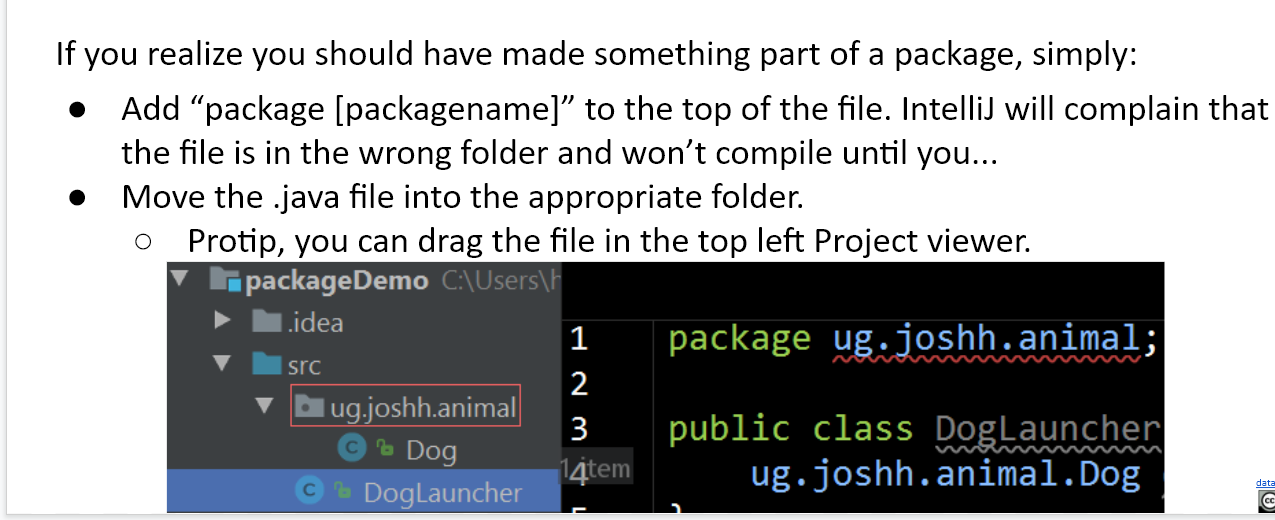 If you realize you should have made something part of a package, simply:
● Add “package [packagename]” to the top of the file. IntelliJ will complain that
the file is in the wrong folder and won’t compile until you...
● Move the .java file into the appropriate folder.
○ Protip, you can drag the file in the top left Project viewer.
packageDemo C:\Users\
.idea
src
ug.joshh.animal
Dog
DogLauncher
1 package ug.joshh.animal;
2
3 public class DogLauncher
4 ug.joshh.animal.Dog
data